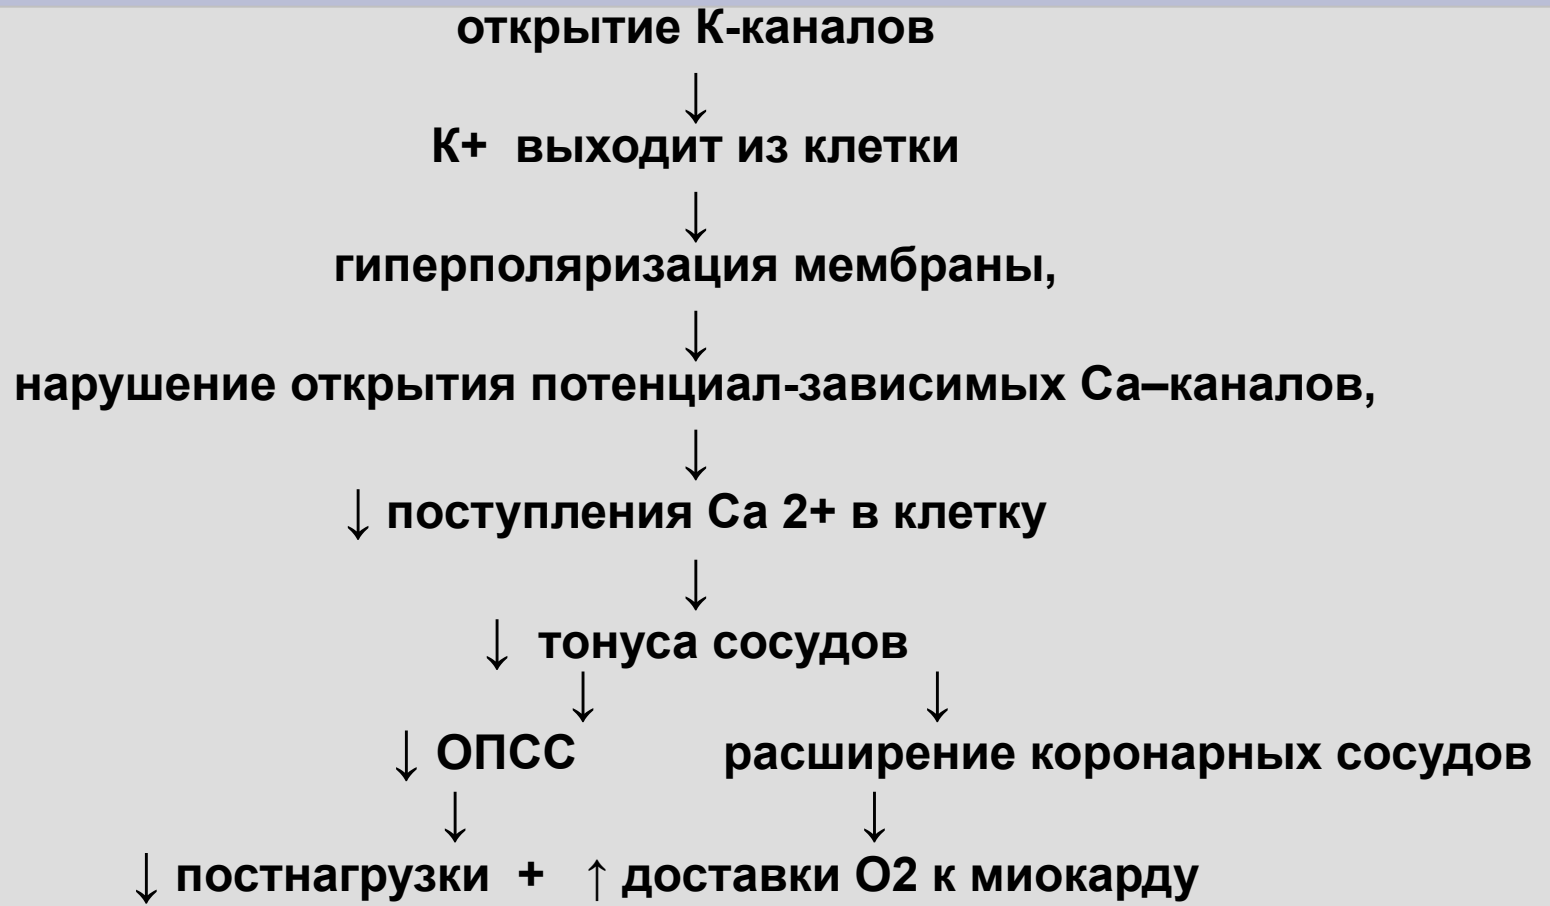 открытие К-каналов
↓
К+ выходит из клетки
↓
гиперполяризация мембраны,
↓
нарушение открытия потенциал-зависимых Са–каналов,
↓
↓ поступления Са 2+ в клетку
↓
↓ тонуса сосудов
↓ ↓
↓ ОПСС расширение коронарных сосудов
↓ ↓
↓ постнагрузки + ↑ доставки О2 к миокарду